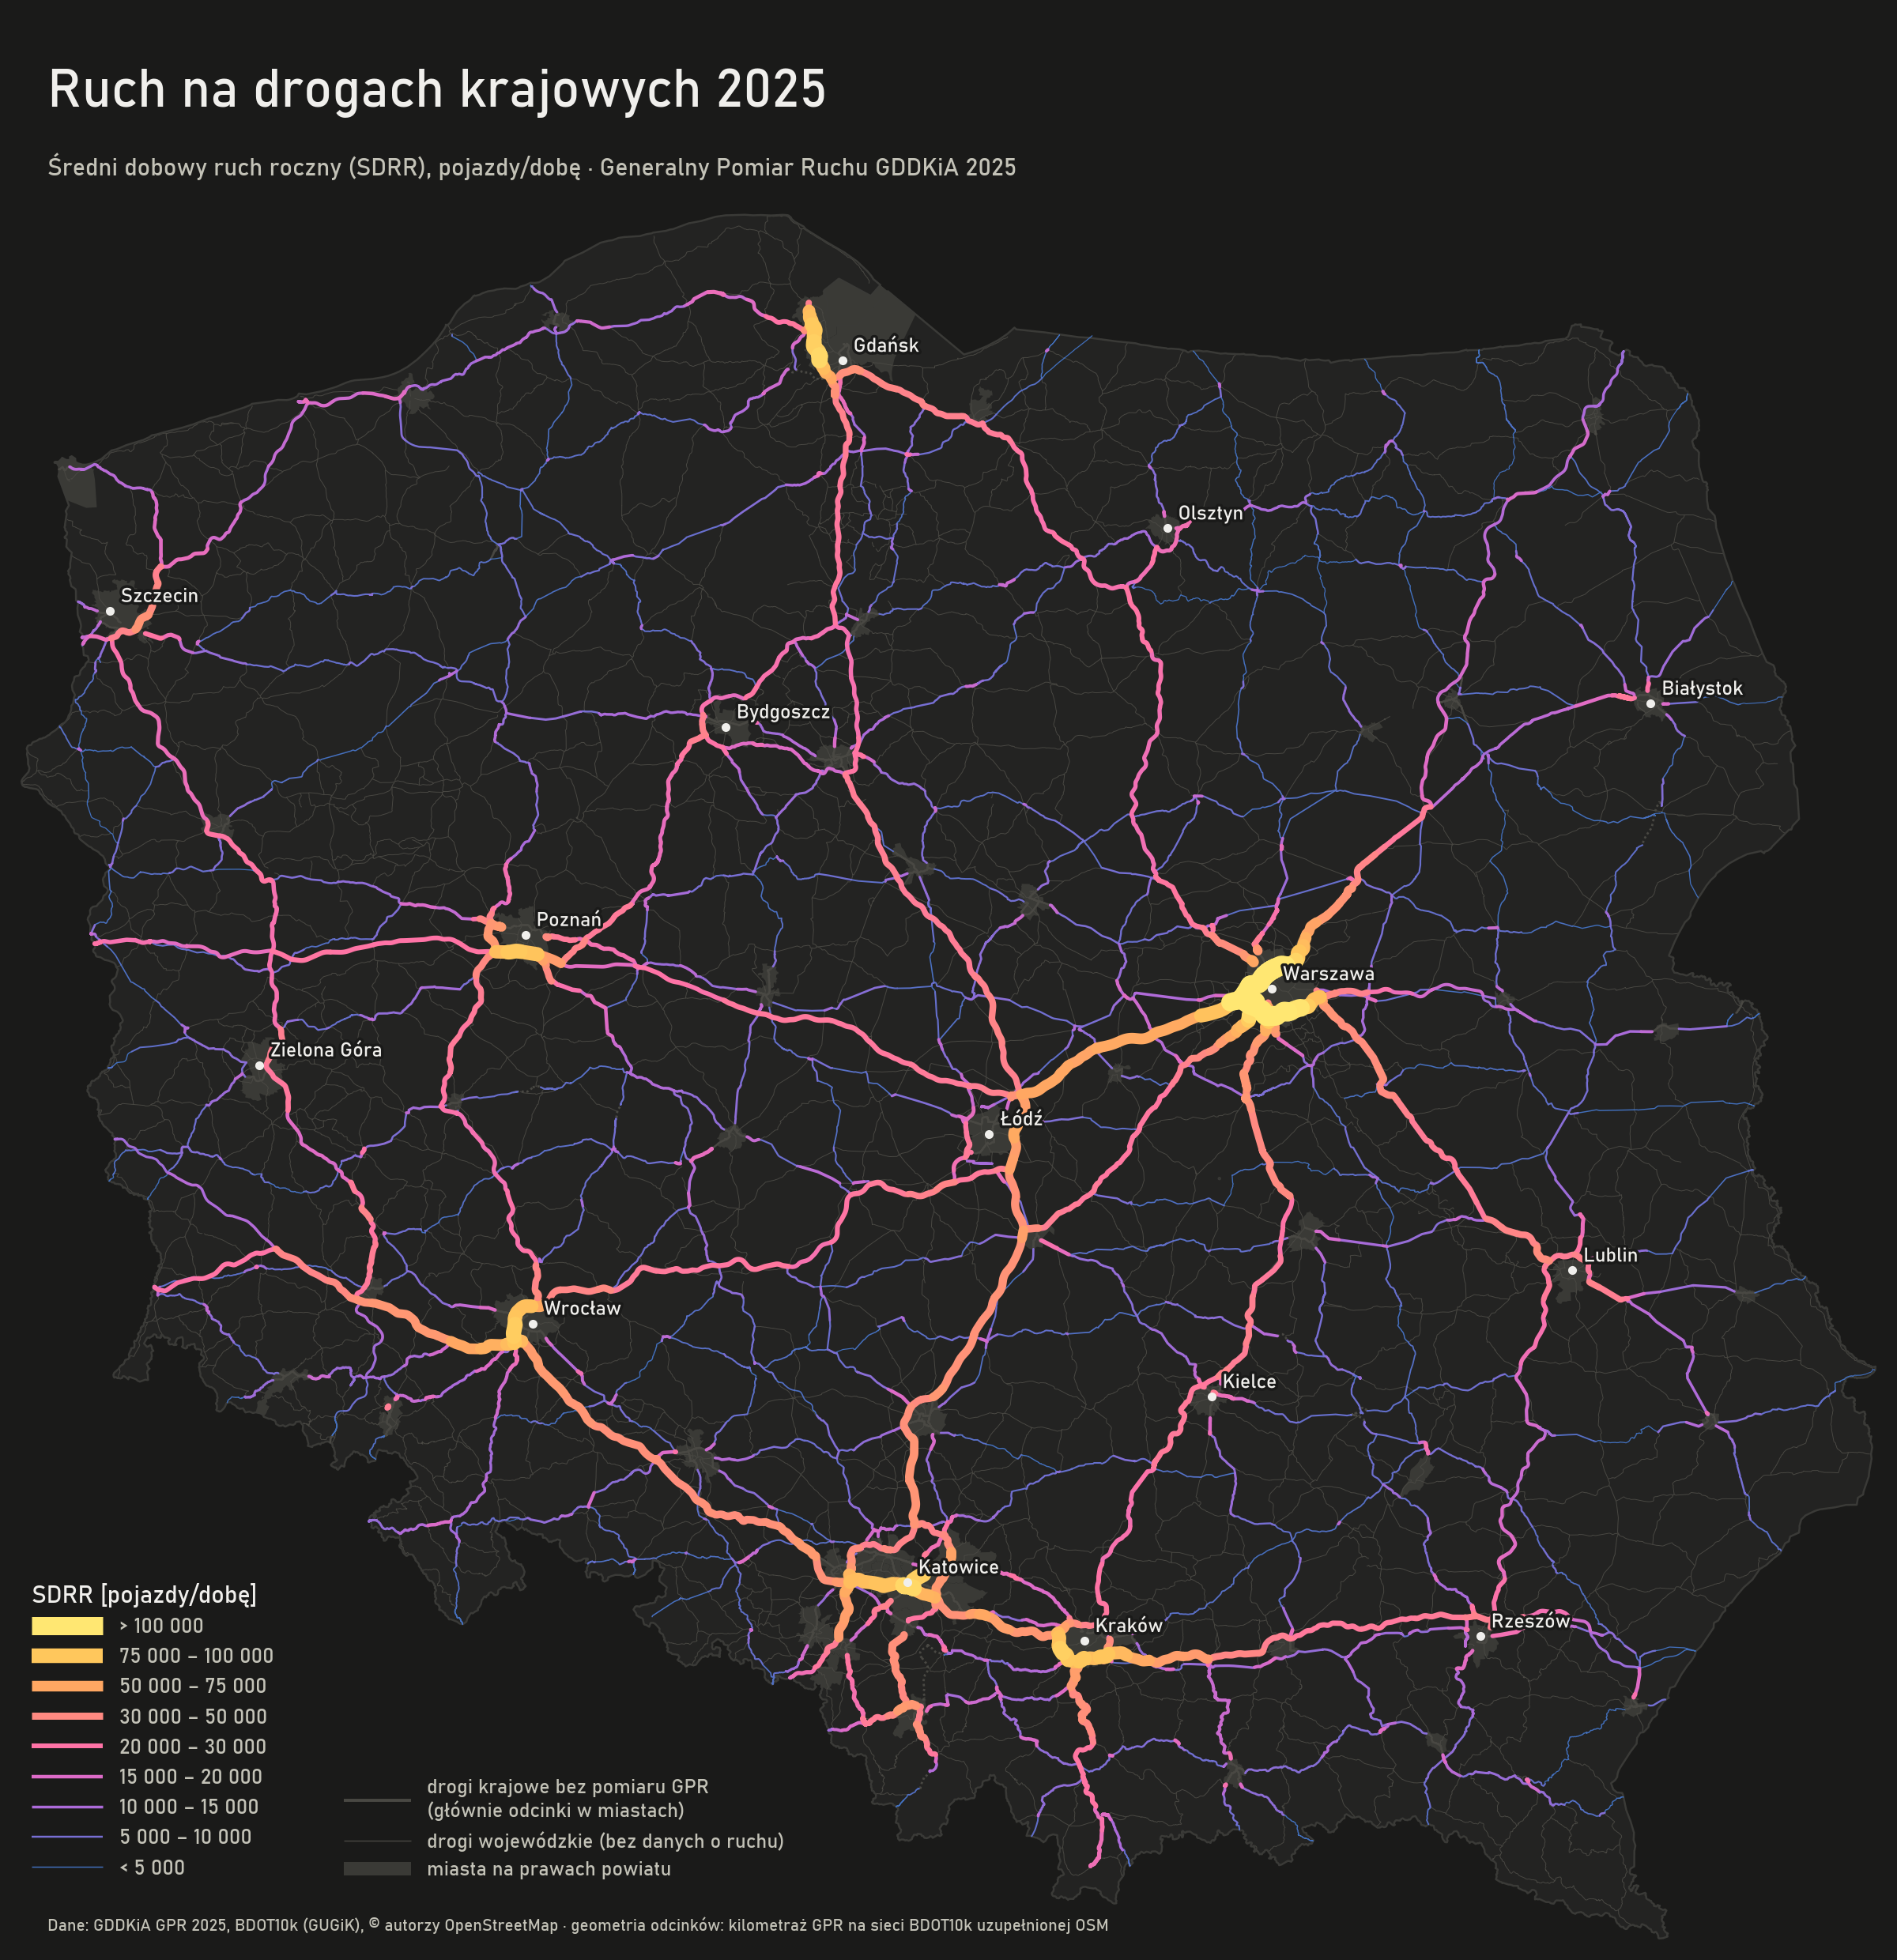 Ruch na drogach krajowych 2025
Średni dobowy ruch roczny (SDRR), pojazdy/dobę · Generalny Pomiar Ruchu GDDKiA 2025
Gdańsk
Olsztyn
Szczecin
Białystok
Bydgoszcz
Poznań
Warszawa
Zielona Góra
Łódź
Lublin
Wrocław
Kielce
Katowice
Kraków
Rzeszów
SDRR [pojazdy/dobę]
> 100 000
75 000 – 100 000
50 000 – 75 000
30 000 – 50 000
20 000 – 30 000
15 000 – 20 000
10 000 – 15 000
5 000 – 10 000
< 5 000
drogi krajowe bez pomiaru GPR
(głównie odcinki w miastach)
drogi wojewódzkie (bez danych o ruchu)
miasta na prawach powiatu
Dane: GDDKiA GPR 2025, BDOT10k (GUGiK), © autorzy OpenStreetMap · geometria odcinków: kilometraż GPR na sieci BDOT10k uzupełnionej OSM